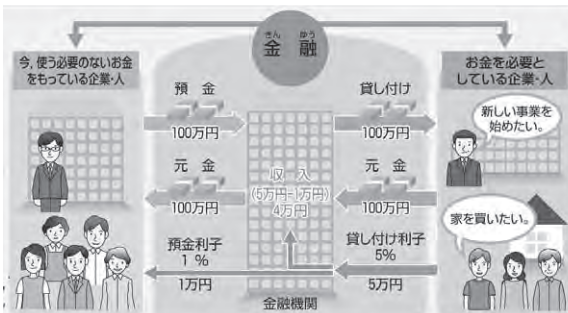 きん ゆう
金 融
今,使う必要のないお金
をもっている企業・人
預 金
100万円
元 金
100万円
預金利子
1 %
1万円
収 入
(5万円-1万円)
4万円
金融機関
貸し付け
100万円
元 金
100万円
貸し付け利子
5%
5万円
お金を必要と
している企業・人
新しい事業を
始めたい。
家を買いたい。